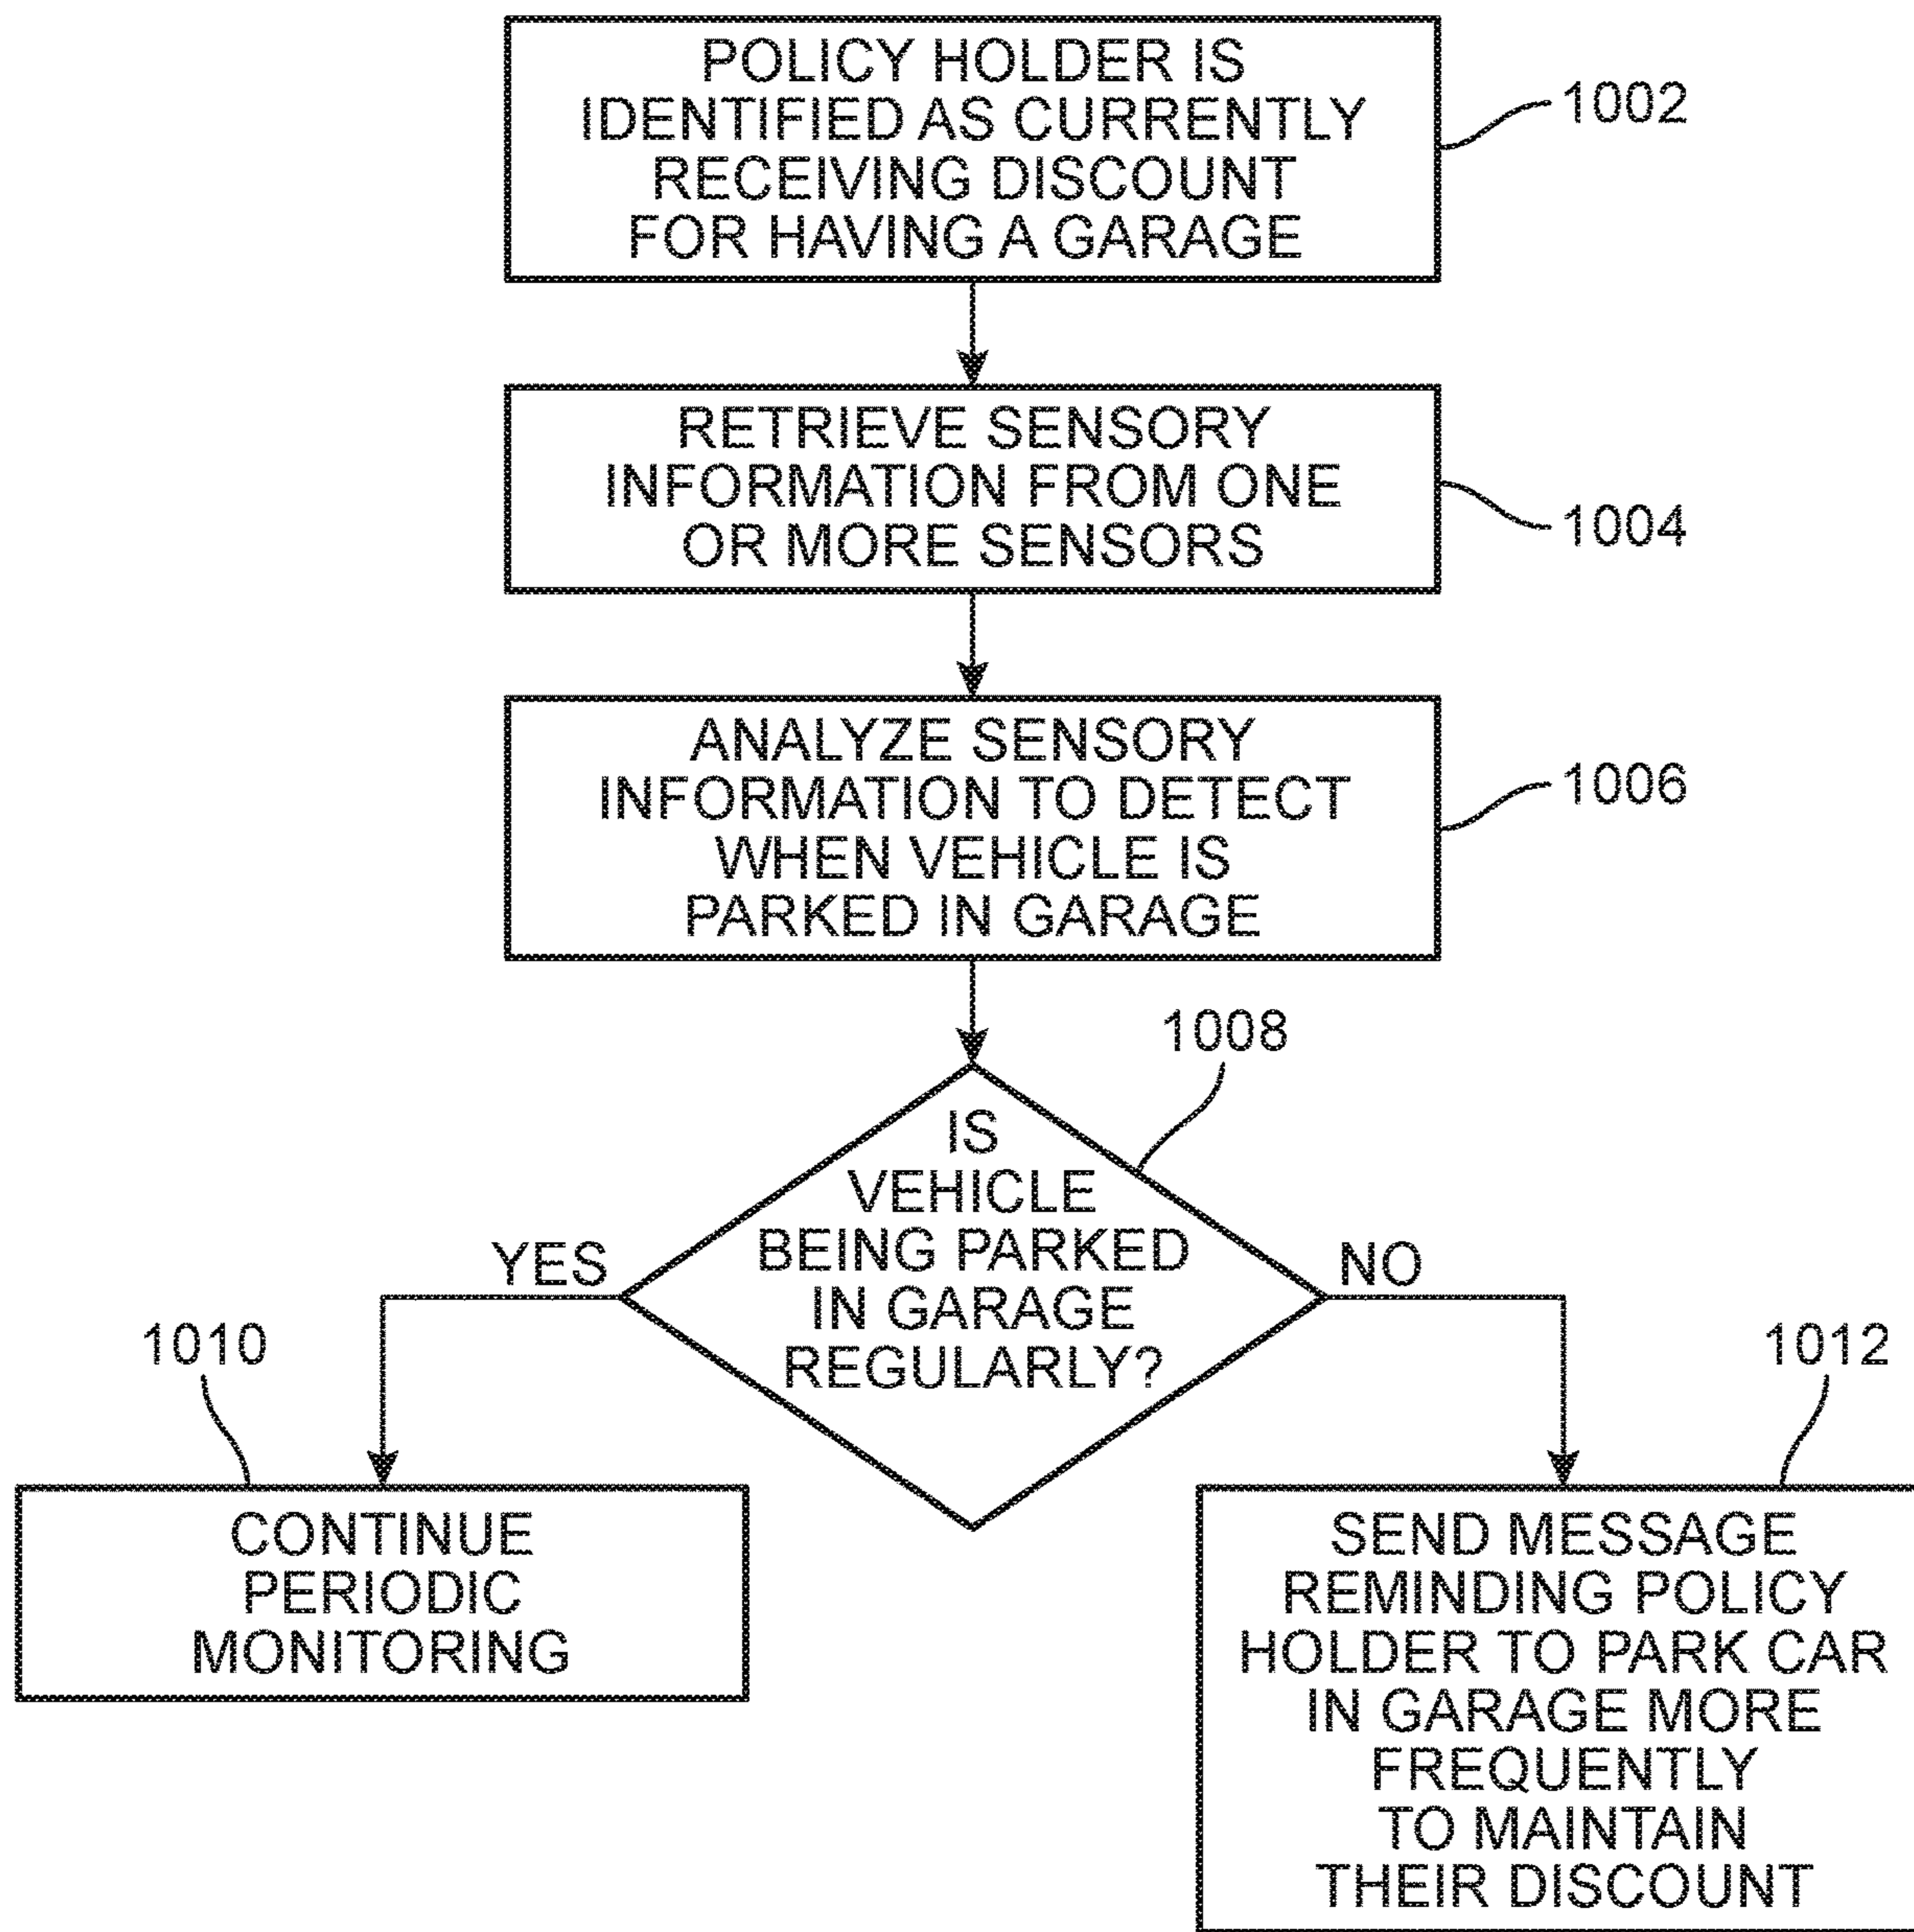 POLICY HOLDER IS
IDENTIFIED AS CURRENTLY
RECEIVING DISCOUNT
FOR HAVING A GARAGE
1002
RETRIEVE SENSORY
INFORMATION FROM ONE
OR MORE SENSORS
1004
ANALYZE SENSORY
INFORMATION TO DETECT
WHEN VEHICLE IS
PARKED IN GARAGE
1006
1008
IS
VEHICLE
BEING PARKED
IN GARAGE
REGULARLY?
YES
NO
1010
CONTINUE
PERIODIC
MONITORING
1012
SEND MESSAGE
REMINDING POLICY
HOLDER TO PARK CAR
IN GARAGE MORE
FREQUENTLY
TO MAINTAIN
THEIR DISCOUNT